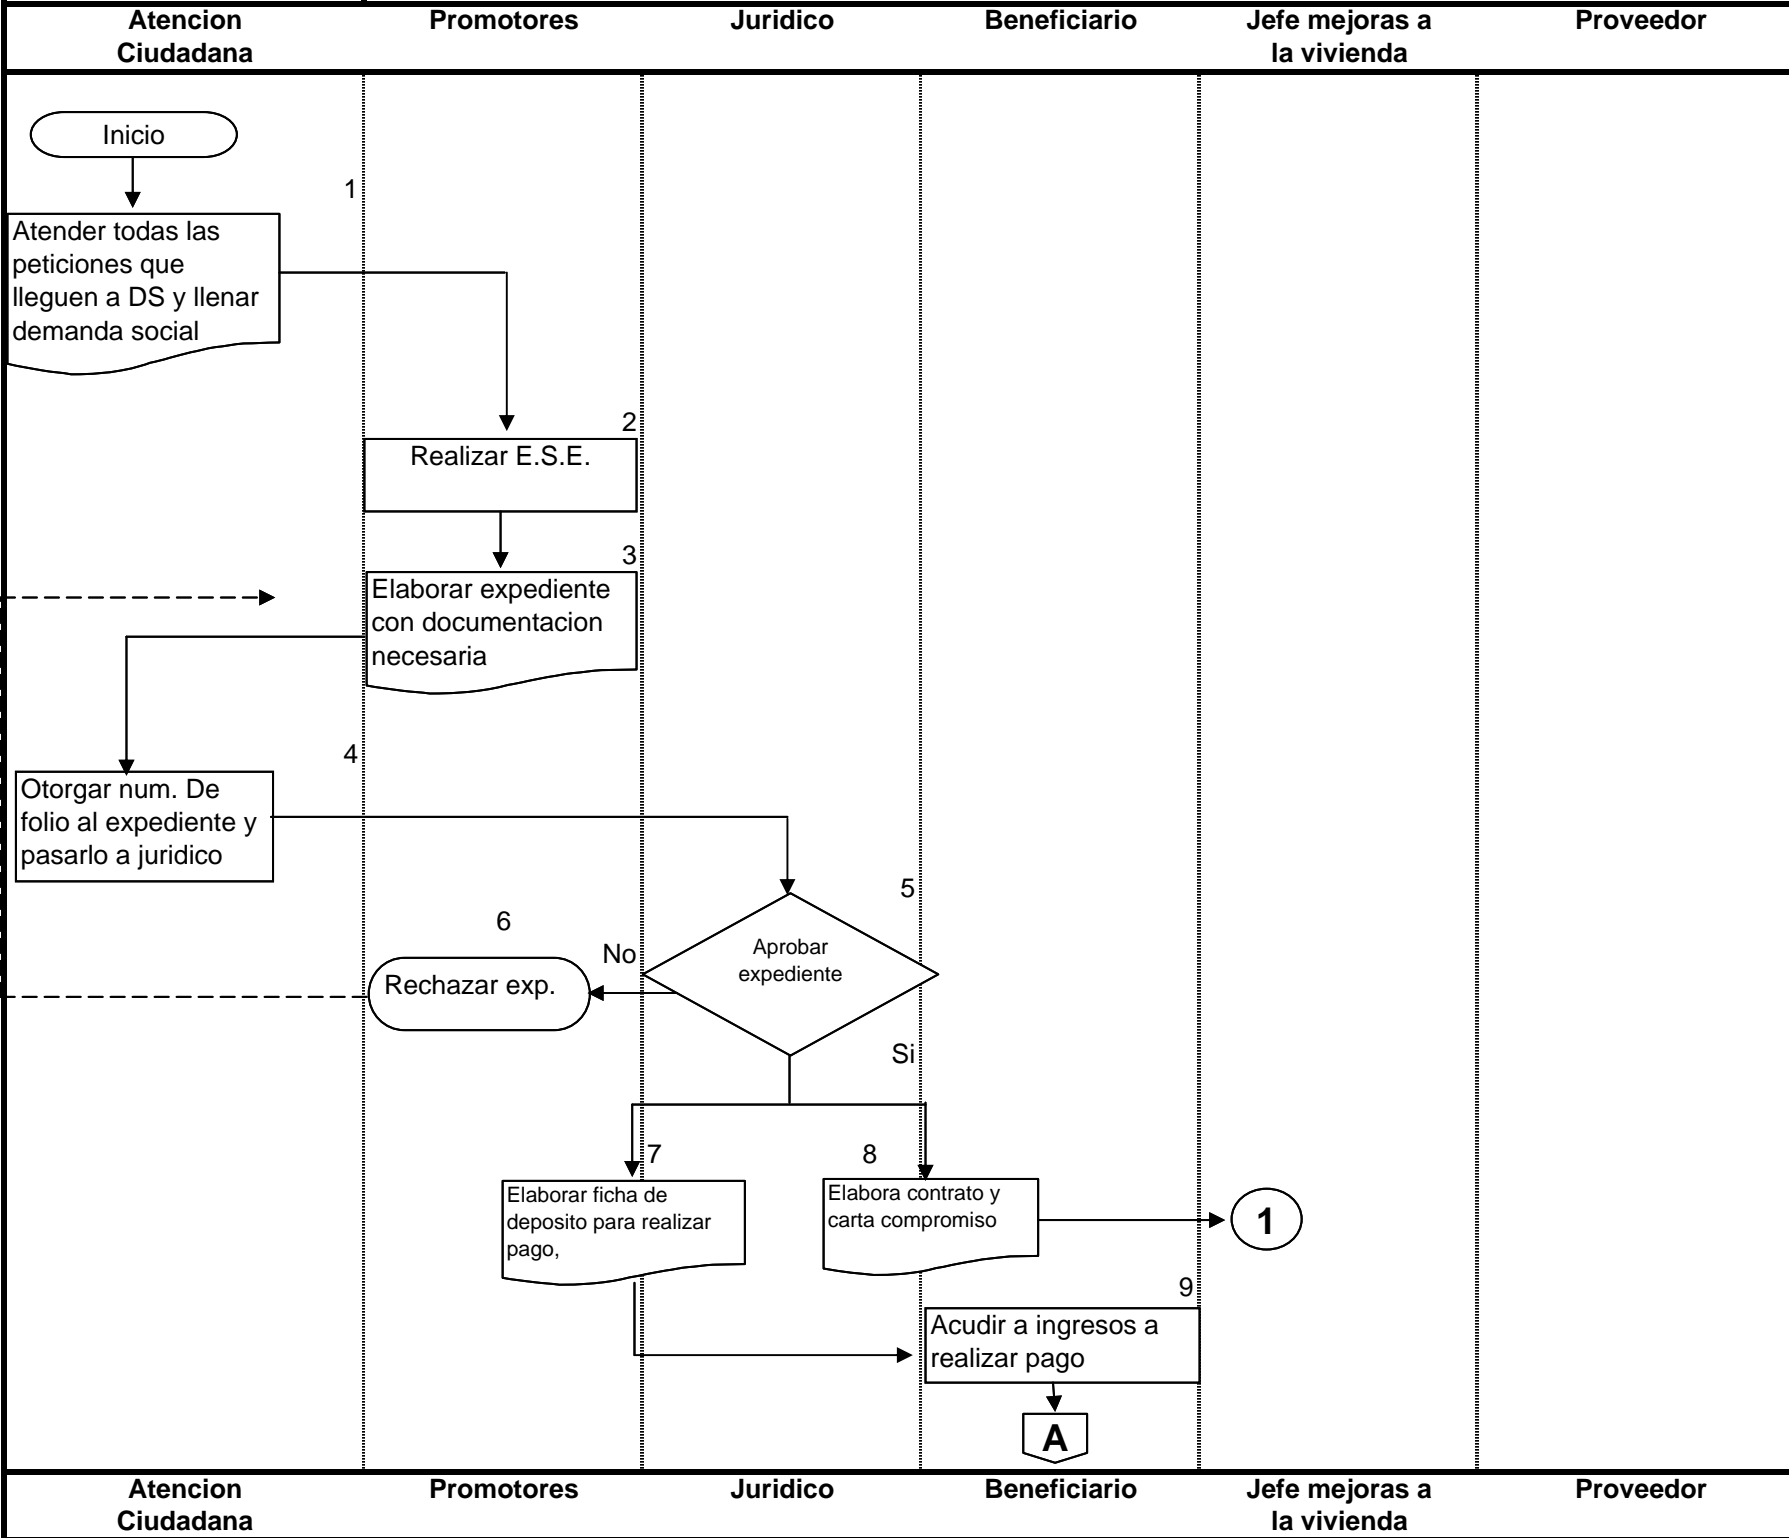 Atencion
Ciudadana
Promotores
Juridico
Beneficiario
Jefe mejoras a
la vivienda
Proveedor
Inicio
1
Atender todas las
peticiones que
lleguen a DS y llenar
demanda social
2
Realizar E.S.E.
3
Elaborar expediente
con documentacion
necesaria
4
Otorgar num. De
folio al expediente y
pasarlo a juridico
5
Aprobar
expediente
6
No
Rechazar exp.
Si
7
Elaborar ficha de
deposito para realizar
pago,
8
Elabora contrato y
carta compromiso
1
9
Acudir a ingresos a
realizar pago
A
Atencion
Ciudadana
Promotores
Juridico
Beneficiario
Jefe mejoras a
la vivienda
Proveedor